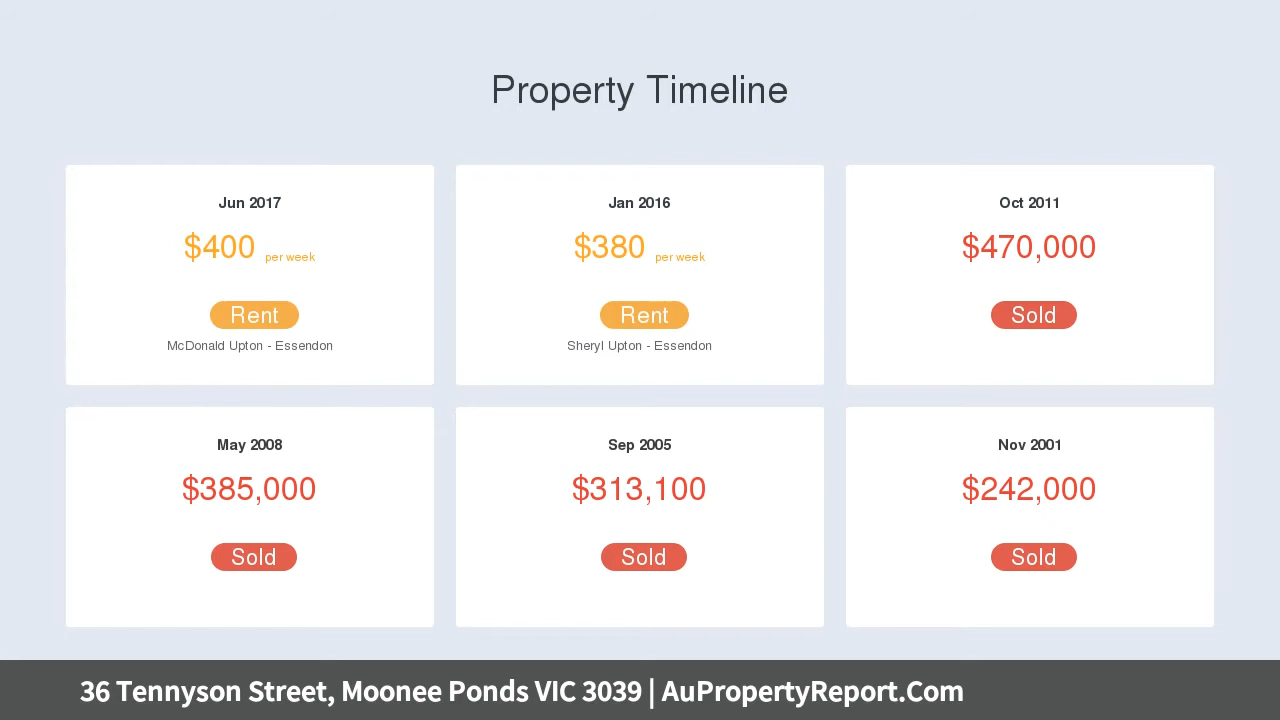 Property Timeline
Jun 2017
$400 per week
Rent
McDonald Upton - Essendon
Jan 2016
$380 per week
Rent
Sheryl Upton - Essendon
Oct 2011
$470,000
Sold
May 2008
$385,000
Sold
Sep 2005
$313,100
Sold
Nov 2001
$242,000
Sold
36 Tennyson Street, Moonee Ponds VIC 3039 | AuPropertyReport.Com